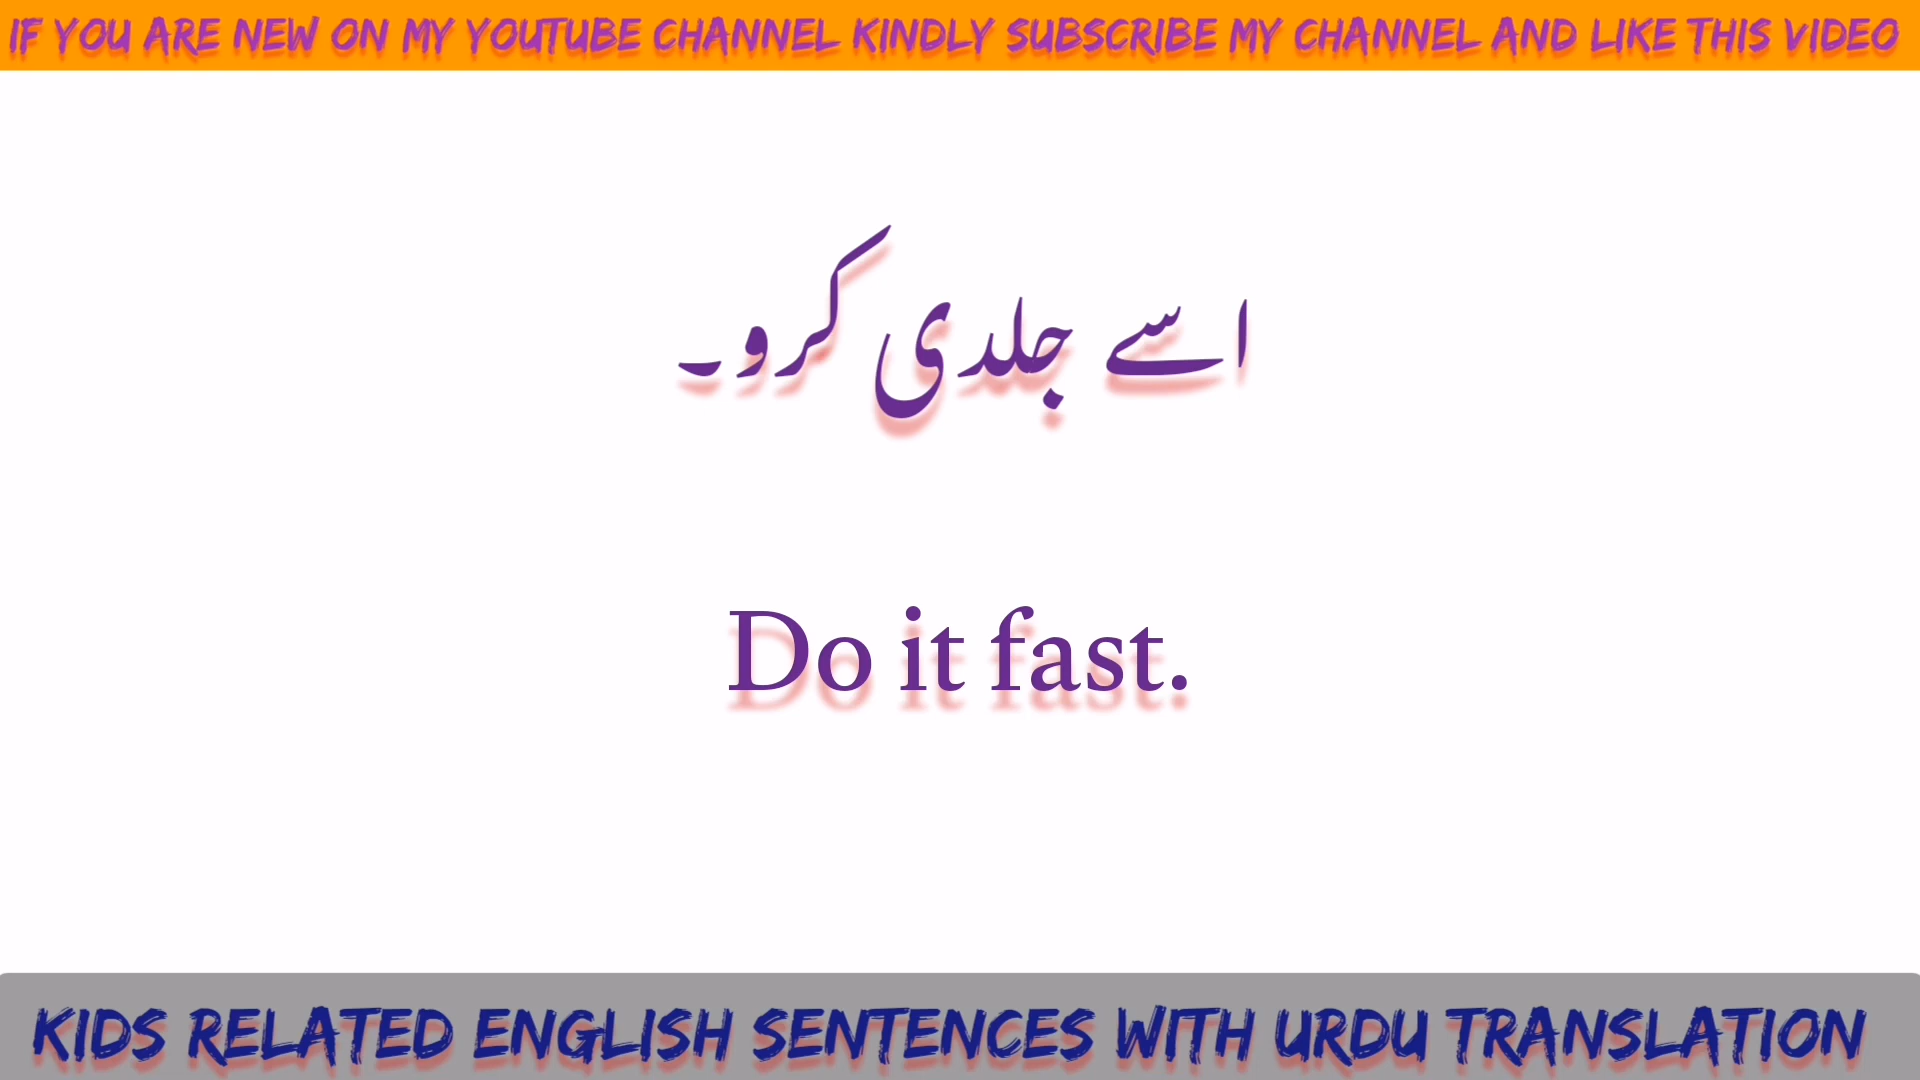 IF YOU ARE NEW ON MY YOUTUBE CHANNEL KINDLY SUBSCRIBE MY CHANNEL AND LIKE THIS VIDEO
اسے جلدی کرو۔
Do it fast.
KIDS RELATED ENGLISH SENTENCES WITH URDU TRANSLATION